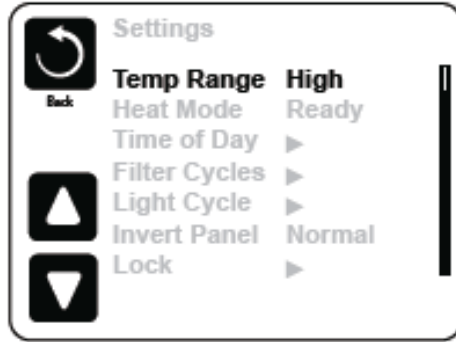 Settings
Back
Temp Range High
Heat Mode Ready
Time of Day
Filter Cycles
Light Cycle
Invert Panel Normal
Lock